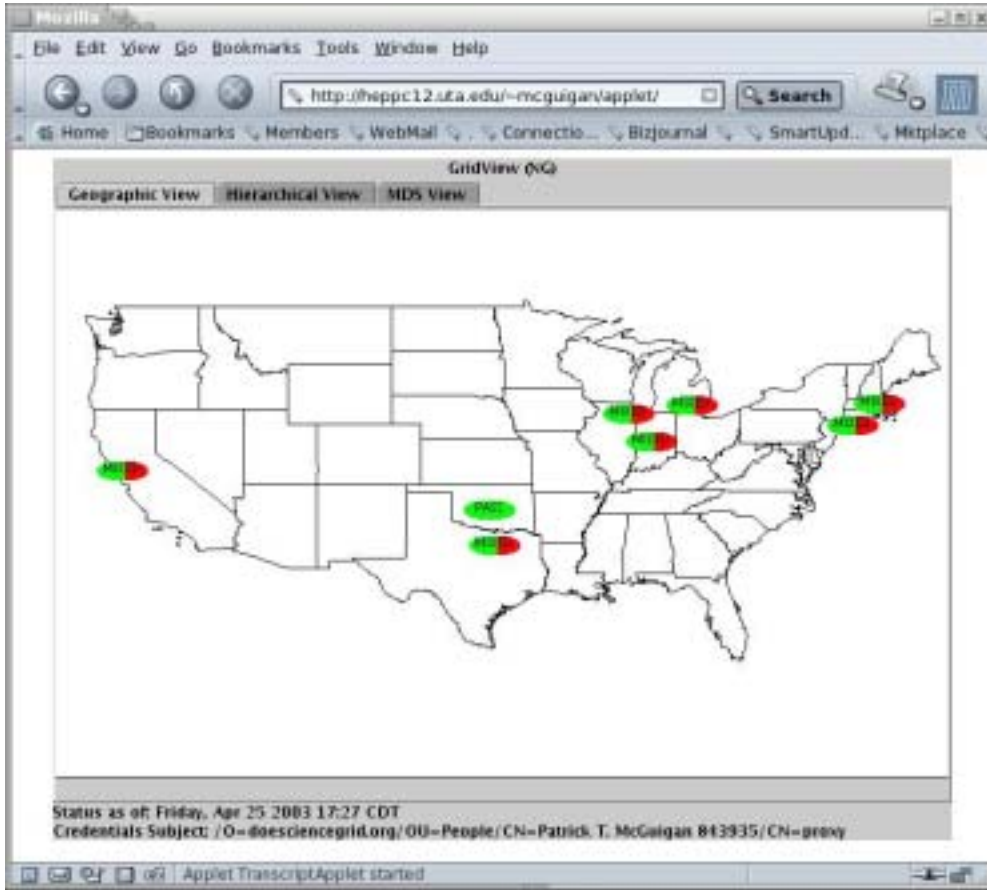 Mozilla
File Edit View Go Bookmarks Tools Window Help
http://heppc12.uta.edu/~mcguigan/applet/ Search
Home Bookmarks Members WebMail Connectio... Bizjournal SmartUpd... Mktplace
GridView (NG)
Geographic View Hierarchical View MDS View
PASS
Status as of: Friday, Apr 25 2003 17:27 CDT
Credentials Subject: /O=doesciencegrid.org/OU=People/CN=Patrick T. McGuigan 843935/CN=proxy
Applet TranscriptApplet started